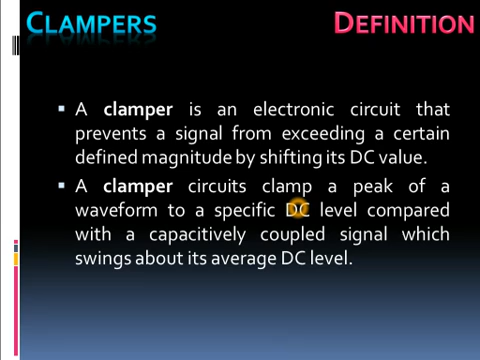 CLAMPERS DEFINITION
A clamper is an electronic circuit that
prevents a signal from exceeding a certain
defined magnitude by shifting its DC value.
A clamper circuits clamp a peak of a
waveform to a specific DC level compared
with a capacitively coupled signal which
swings about its average DC level.